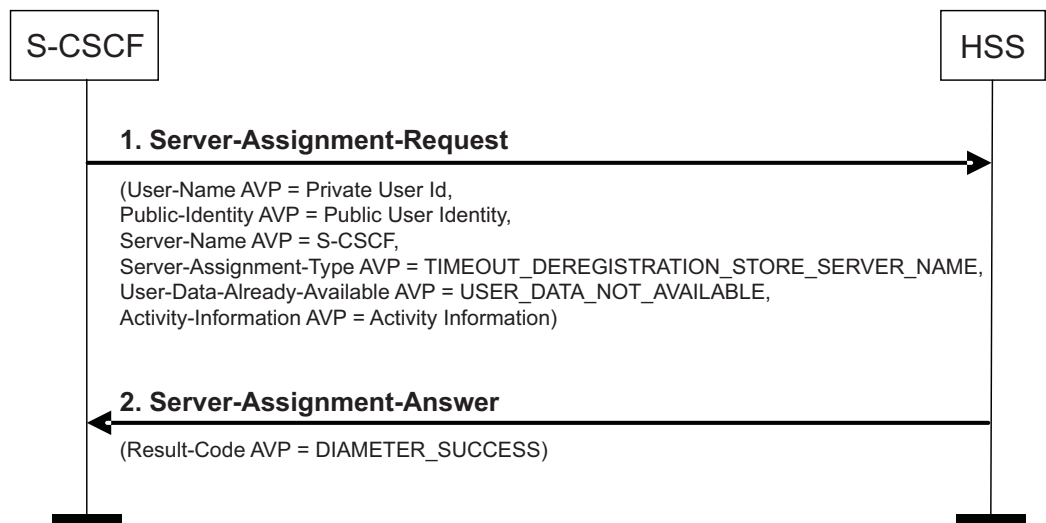 S-CSCF
HSS
1. Server-Assignment-Request
(User-Name AVP = Private User Id,
Public-Identity AVP = Public User Identity,
Server-Name AVP = S-CSCF,
Server-Assignment-Type AVP = TIMEOUT_DEREGISTRATION_STORE_SERVER_NAME,
User-Data-Already-Available AVP = USER_DATA_NOT_AVAILABLE,
Activity-Information AVP = Activity Information)
2. Server-Assignment-Answer
(Result-Code AVP = DIAMETER_SUCCESS)